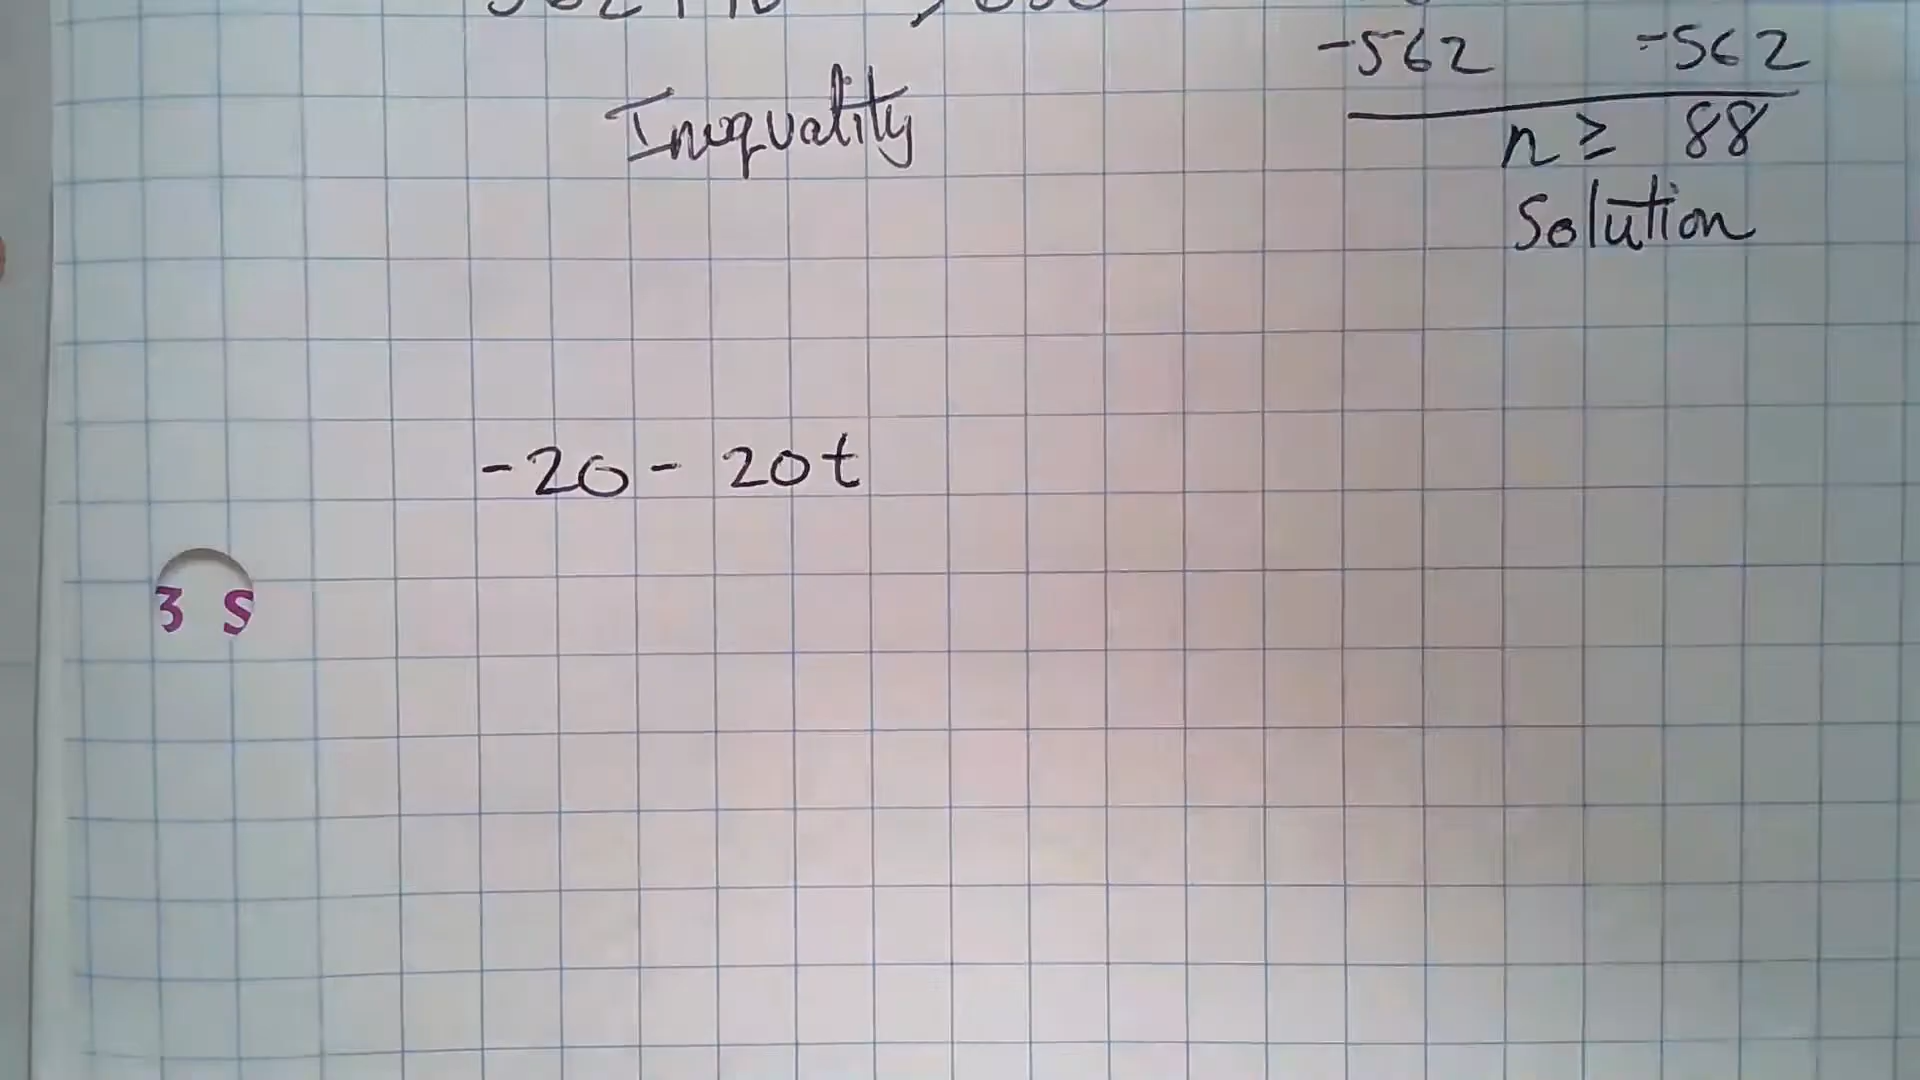 -562 -562
Inequality
n ≥ 88
Solution
-20 - 20t
3 S